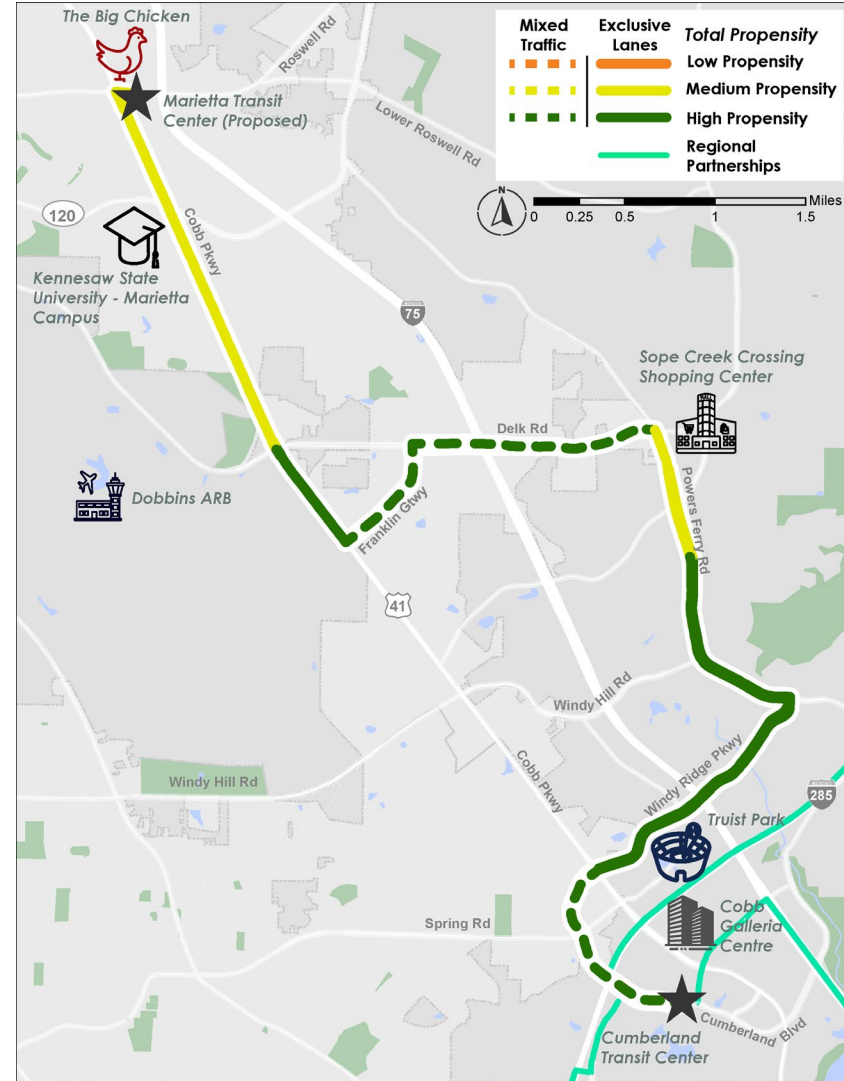 The Big Chicken
Marietta Transit
Center (Proposed)
Roswell Rd
Lower Roswell Rd
Mixed
Traffic
Exclusive
Lanes
Total Propensity
Low Propensity
Medium Propensity
High Propensity
Regional
Partnerships
N
Miles
0 0.25 0.5 1 1.5
120
Cobb Pkwy
Kennesaw State
University - Marietta
Campus
75
Sope Creek Crossing
Shopping Center
MALL
Delk Rd
Dobbins ARB
Franklin Gtwy
Powers Ferry Rd
41
Windy Hill Rd
Cobb Pkwy
Windy Hill Rd
Windy Ridge Pkwy
285
Truist Park
Cobb
Galleria
Centre
Spring Rd
Cumberland Blvd
Cumberland
Transit Center